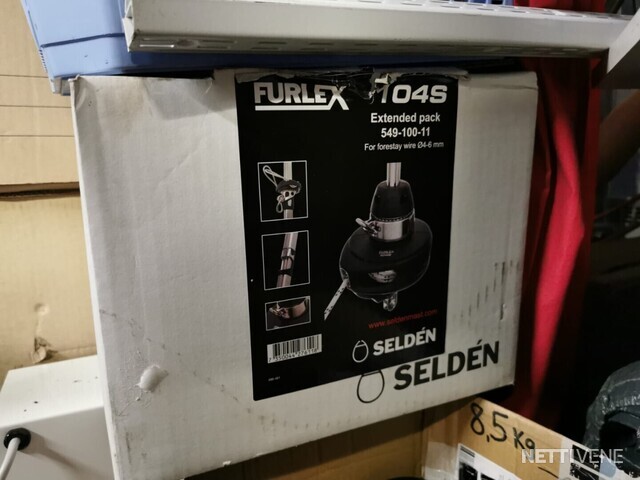 FURLEX 104S
Extended pack
549-100-11
For forestay wire Ø4-6 mm
FURLEX
www.seldenmast.com
SELDÉN
SELDÉN
8,5 Kg
NETTIVENE